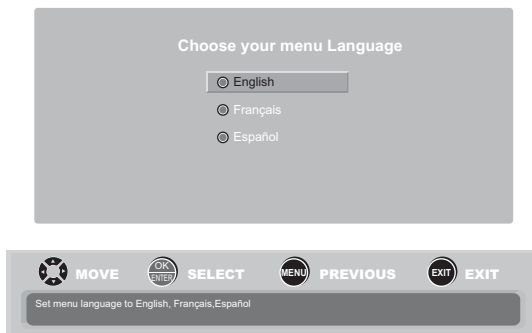 Choose your menu Language
English
Français
Español
MOVE OK ENTER SELECT MENU PREVIOUS EXIT EXIT
Set menu language to English, Français,Español